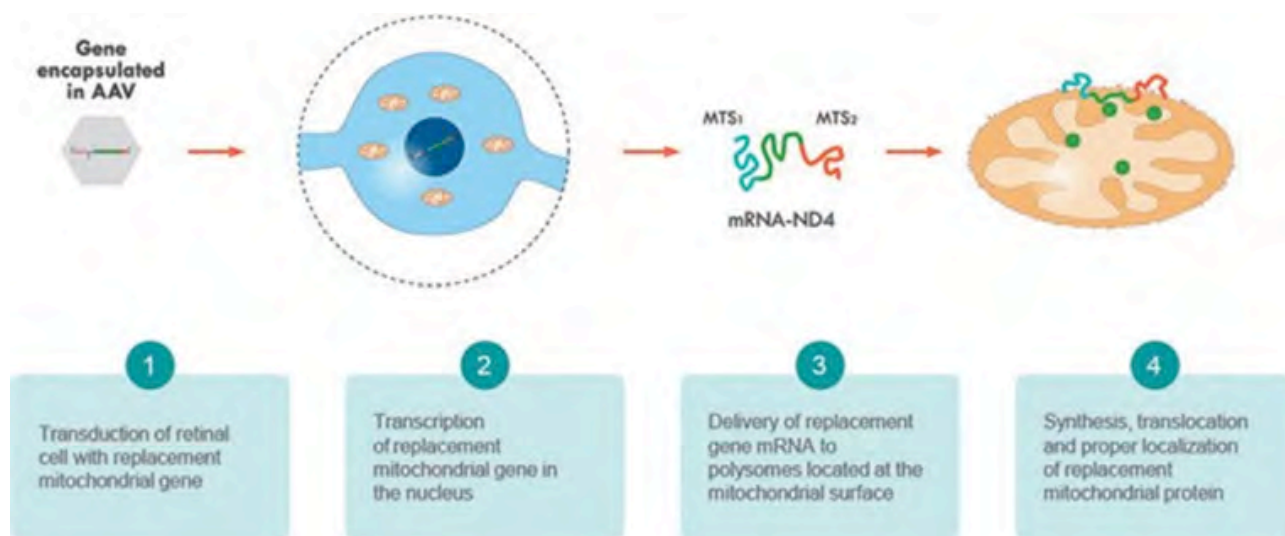 Gene
encapsulated
in AAV
MTS1
MTS2
mRNA-ND4
1
Transduction of retinal
cell with replacement
mitochondrial gene
2
Transcription
of replacement
mitochondrial gene in
the nucleus
3
Delivery of replacement
gene mRNA to
polysomes located at the
mitochondrial surface
4
Synthesis, translocation
and proper localization
of replacement
mitochondrial protein